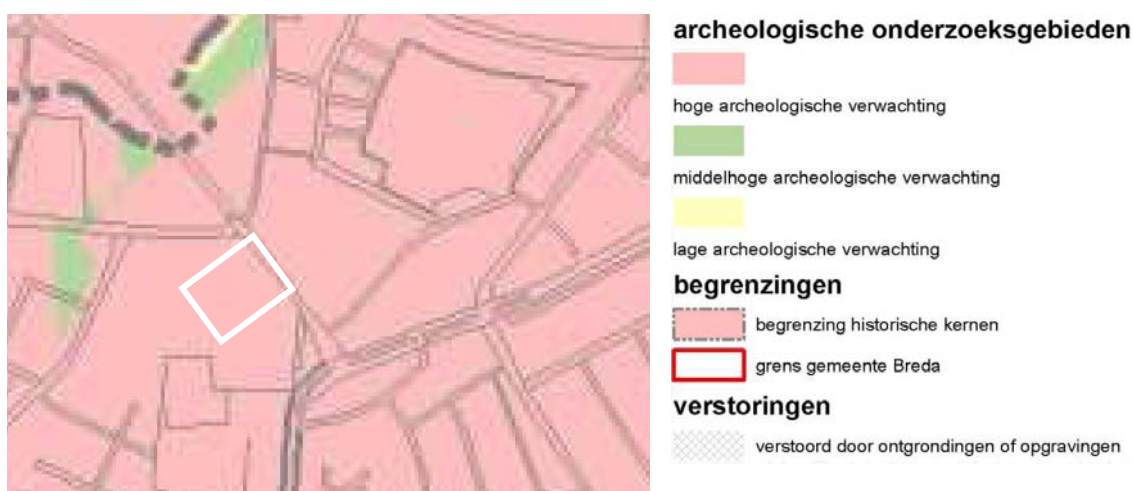 archeologische onderzoeksgebieden
hoge archeologische verwachting
middelhoge archeologische verwachting
lage archeologische verwachting
begrenzingen
begrenzing historische kernen
grens gemeente Breda
verstoringen
verstoord door ontgrondingen of opgravingen